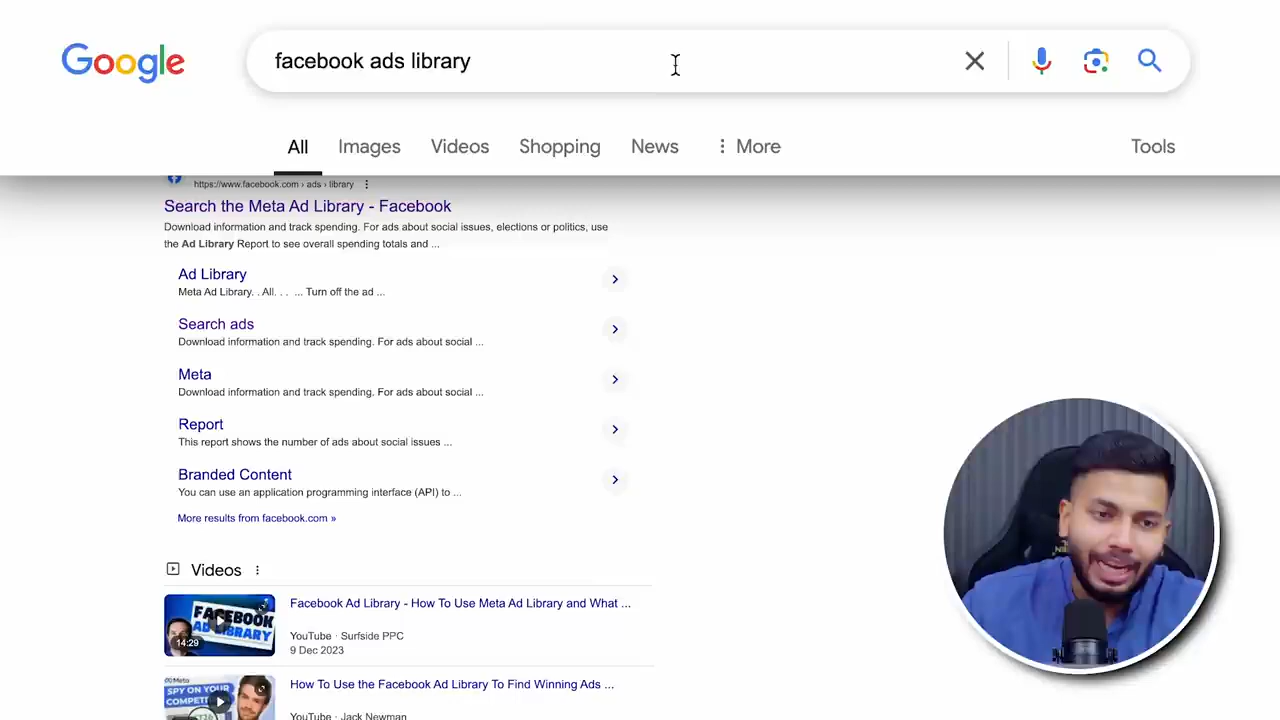 Google
facebook ads library
All Images Videos Shopping News More Tools
https://www.facebook.com › ads › library
Search the Meta Ad Library - Facebook
Download information and track spending. For ads about social issues, elections or politics, use
the Ad Library Report to see overall spending totals and ...
Ad Library
Meta Ad Library. . All. . . ... Turn off the ad ...
Search ads
Download information and track spending. For ads about social ...
Meta
Download information and track spending. For ads about social ...
Report
This report shows the number of ads about social issues ...
Branded Content
You can use an application programming interface (API) to ...
More results from facebook.com »
Videos
FACEBOOK
AD LIBRARY
14:29
Facebook Ad Library - How To Use Meta Ad Library and What ...
YouTube · Surfside PPC
9 Dec 2023
Meta
SPY ON YOUR
How To Use the Facebook Ad Library To Find Winning Ads ...
YouTube · Jack Newman